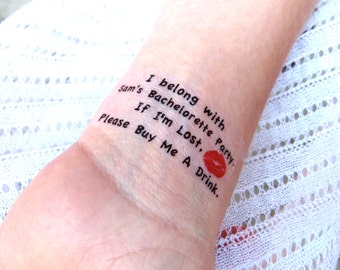 I belong with
Sam's Bachelorette Party.
If I'm Lost,
Please Buy Me A Drink.